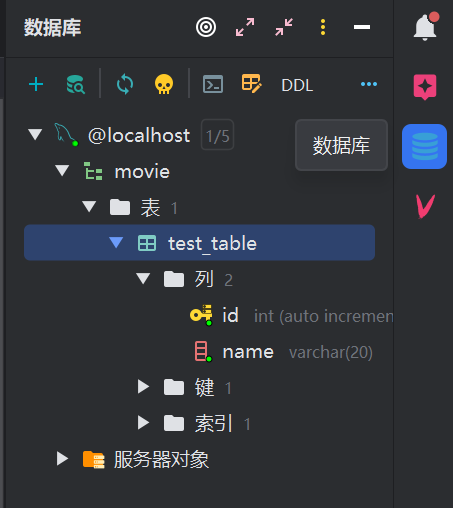 数据库
DDL
@localhost 1/5
数据库
movie
表 1
test_table
列 2
id int (auto incremen
name varchar(20)
键 1
索引 1
服务器对象